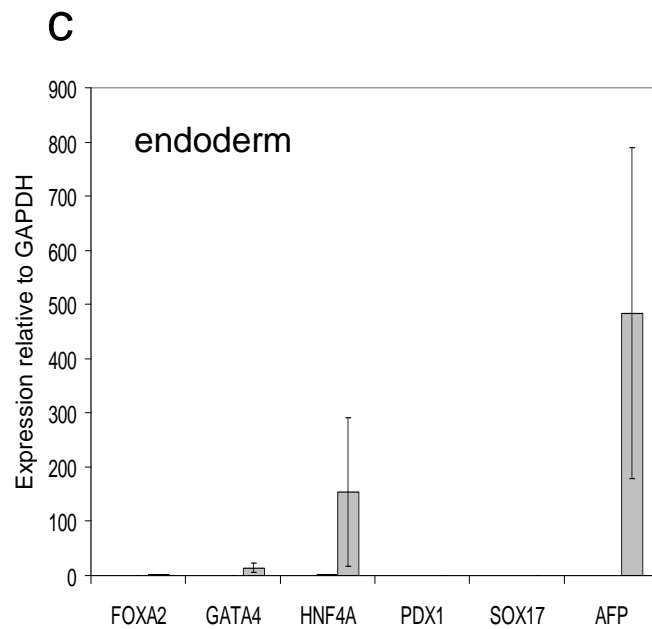 C
endoderm
Expression relative to GAPDH
900
800
700
600
500
400
300
200
100
0
FOXA2 GATA4 HNF4A PDX1 SOX17 AFP